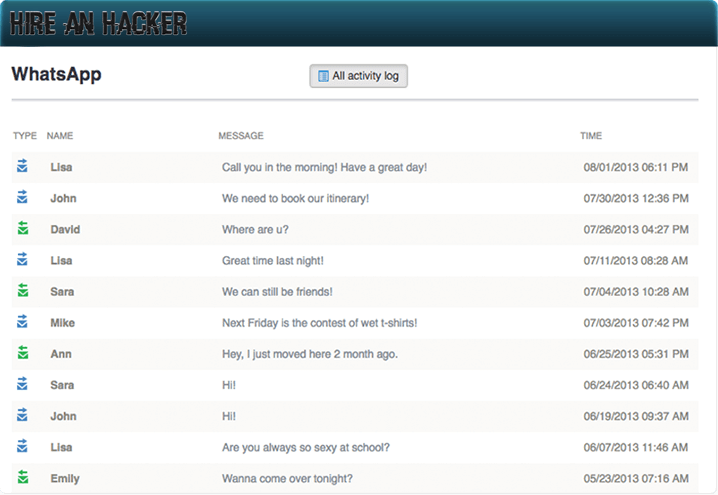 HIRE AN HACKER
WhatsApp
All activity log
TYPE NAME MESSAGE TIME
Lisa Call you in the morning! Have a great day! 08/01/2013 06:11 PM
John We need to book our itinerary! 07/30/2013 12:36 PM
David Where are u? 07/26/2013 04:27 PM
Lisa Great time last night! 07/11/2013 08:28 AM
Sara We can still be friends! 07/04/2013 10:28 AM
Mike Next Friday is the contest of wet t-shirts! 07/03/2013 07:42 PM
Ann Hey, I just moved here 2 month ago. 06/25/2013 05:31 PM
Sara Hi! 06/24/2013 06:40 AM
John Hi! 06/19/2013 09:37 AM
Lisa Are you always so sexy at school? 06/07/2013 11:46 AM
Emily Wanna come over tonight? 05/23/2013 07:16 AM